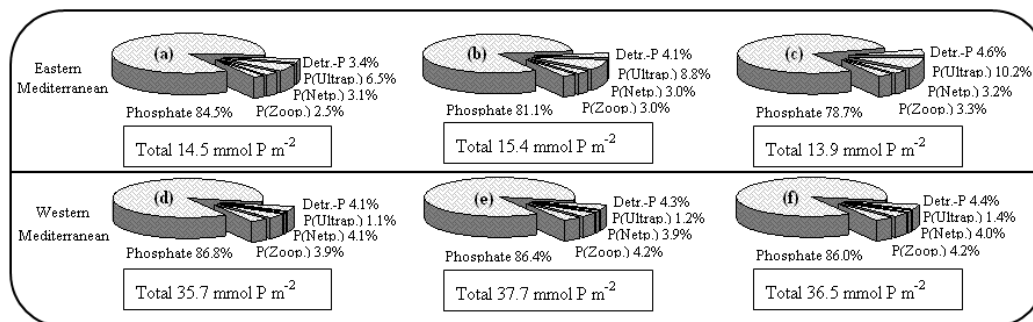 (a)
Detr.-P 3.4%
P(Ultrap.) 6.5%
P(Netp.) 3.1%
P(Zoop.) 2.5%
Phosphate 84.5%
Total 14.5 mmol P m-2
(b)
Detr.-P 4.1%
P(Ultrap.) 8.8%
P(Netp.) 3.0%
P(Zoop.) 3.0%
Phosphate 81.1%
Total 15.4 mmol P m-2
(c)
Detr.-P 4.6%
P(Ultrap.) 10.2%
P(Netp.) 3.2%
P(Zoop.) 3.3%
Phosphate 78.7%
Total 13.9 mmol P m-2
Eastern
Mediterranean
(d)
Detr.-P 4.1%
P(Ultrap.) 1.1%
P(Netp.) 4.1%
P(Zoop.) 3.9%
Phosphate 86.8%
Total 35.7 mmol P m-2
(e)
Detr.-P 4.3%
P(Ultrap.) 1.2%
P(Netp.) 3.9%
P(Zoop.) 4.2%
Phosphate 86.4%
Total 37.7 mmol P m-2
(f)
Detr.-P 4.4%
P(Ultrap.) 1.4%
P(Netp.) 4.0%
P(Zoop.) 4.2%
Phosphate 86.0%
Total 36.5 mmol P m-2
Western
Mediterranean